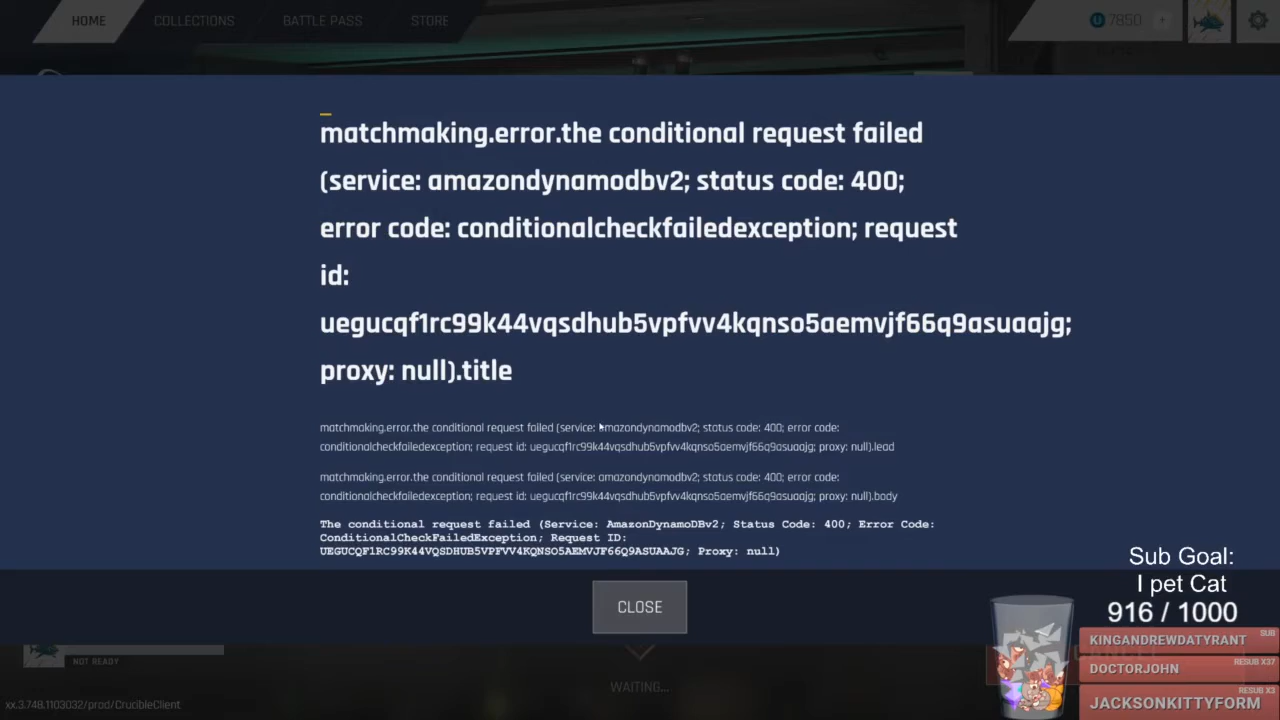 HOME COLLECTIONS BATTLE PASS STORE 7850 +
matchmaking.error.the conditional request failed
(service: amazondynamodbv2; status code: 400;
error code: conditionalcheckfailedexception; request
id:
uegucqf1rc99k44vqsdhub5vpfvv4kqnso5aemvjf66q9asuaajg;
proxy: null).title
matchmaking.error.the conditional request failed (service: amazondynamodbv2; status code: 400; error code:
conditionalcheckfailedexception; request id: uegucqf1rc99k44vqsdhub5vpfvv4kqnso5aemvjf66q9asuaajg; proxy: null).lead
matchmaking.error.the conditional request failed (service: amazondynamodbv2; status code: 400; error code:
conditionalcheckfailedexception; request id: uegucqf1rc99k44vqsdhub5vpfvv4kqnso5aemvjf66q9asuaajg; proxy: null).body
The conditional request failed (Service: AmazonDynamoDBv2; Status Code: 400; Error Code:
ConditionalCheckFailedException; Request ID:
UEGUCQF1RC99K44VQSDHUB5VPFVV4KQNSO5AEMVJF66Q9ASUAAJG; Proxy: null)
CLOSE
Sub Goal:
I pet Cat
916 / 1000
KINGANDREWDATYRANT SUB
DOCTORJOHN RESUB X37
JACKSONKITTYFORM RESUB X3
NOT READY
WAITING...
xx.3.748.1103032/prod/CrucibleClient